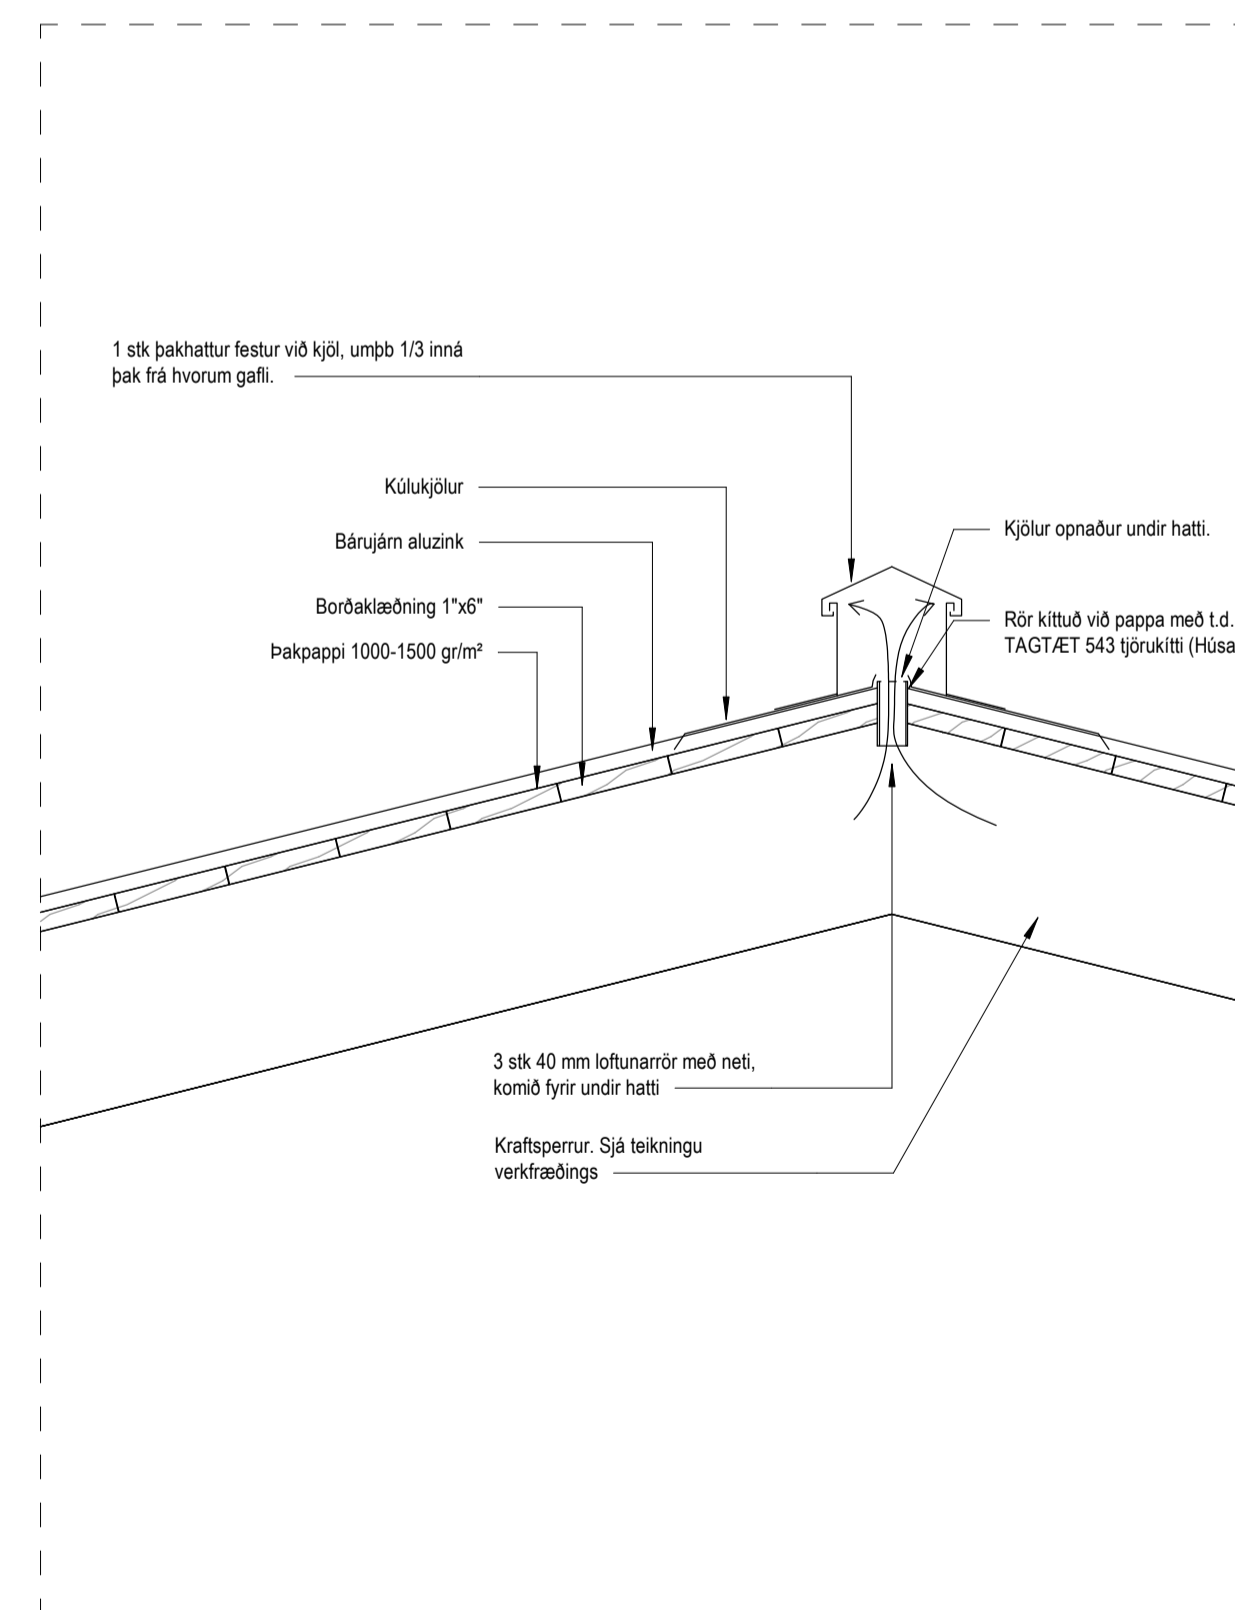 1 stk þakhattur festur við kjöl, umþb 1/3 inná
þak frá hvorum gafli.
Kúlukjölur
Bárujárn aluzink
Borðaklæðning 1"x6"
Þakpappi 1000-1500 gr/m²
Kjölur opnaður undir hatti.
Rör kíttuð við pappa með t.d.
TAGTÆT 543 tjörukítti (Húsa
3 stk 40 mm loftunarrör með neti,
komið fyrir undir hatti
Kraftsperrur. Sjá teikningu
verkfræðings